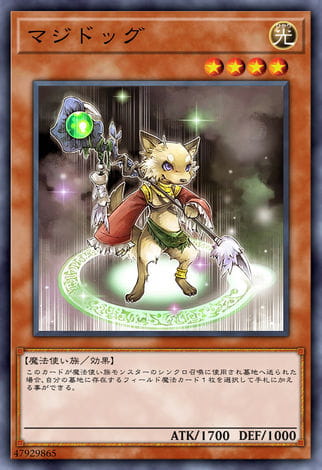 マジドッグ
光
【魔法使い族／効果】
このカードが魔法使い族モンスターのシンクロ召喚に使用され墓地へ送られた
場合、自分の墓地に存在するフィールド魔法カード１枚を選択して手札に加え
る事ができる。
ATK/1700 DEF/1000
47929865